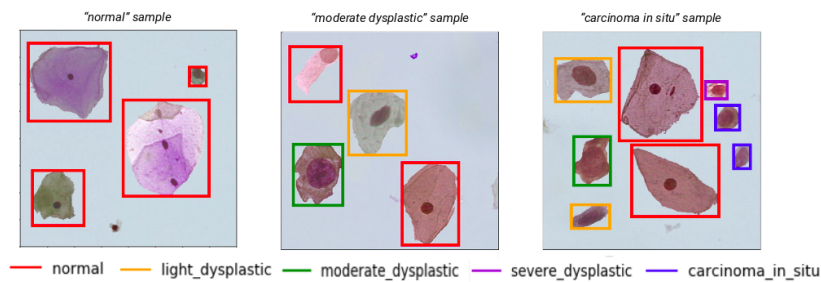 “normal” sample
“moderate dysplastic” sample
“carcinoma in situ” sample
normal
light_dysplastic
moderate_dysplastic
severe_dysplastic
carcinoma_in_situ